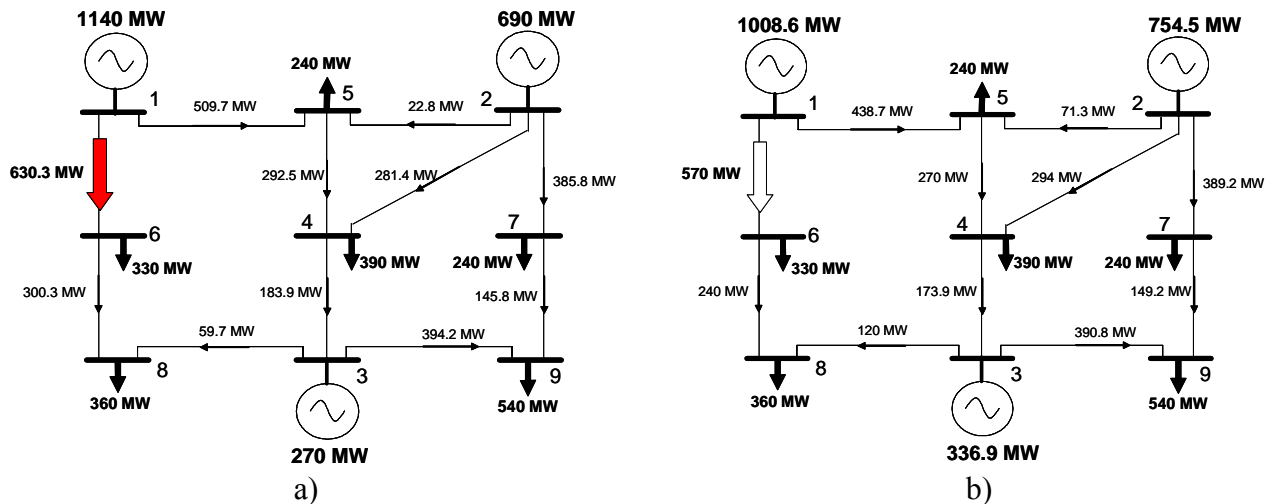 1140 MW
690 MW
240 MW
1
5
2
509.7 MW
22.8 MW
630.3 MW
292.5 MW
281.4 MW
385.8 MW
6
4
7
330 MW
390 MW
240 MW
300.3 MW
183.9 MW
145.8 MW
59.7 MW
394.2 MW
8
3
9
360 MW
540 MW
270 MW
a)
1008.6 MW
754.5 MW
240 MW
1
5
2
438.7 MW
71.3 MW
570 MW
270 MW
294 MW
389.2 MW
6
4
7
330 MW
390 MW
240 MW
240 MW
173.9 MW
149.2 MW
120 MW
390.8 MW
8
3
9
360 MW
540 MW
336.9 MW
b)